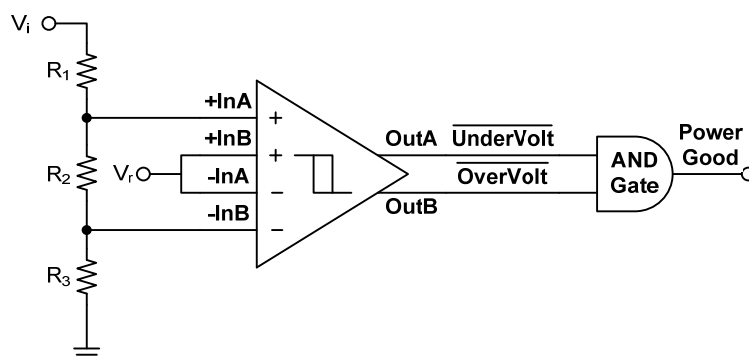 Vi
R1
+InA
+
+InB
+
OutA
UnderVolt
Power
Good
R2
Vr
-InA
−
OverVolt
AND
Gate
-InB
−
OutB
R3